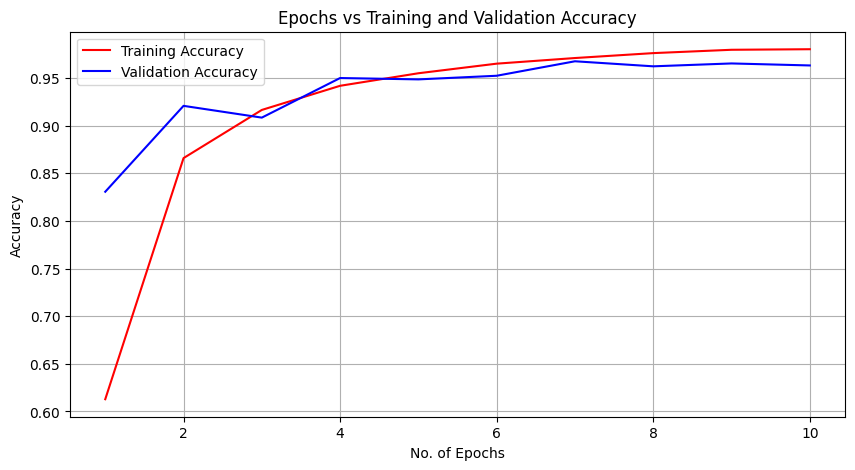 Epochs vs Training and Validation Accuracy
Training Accuracy
Validation Accuracy
Accuracy
0.95
0.90
0.85
0.80
0.75
0.70
0.65
0.60
2 4 6 8 10
No. of Epochs